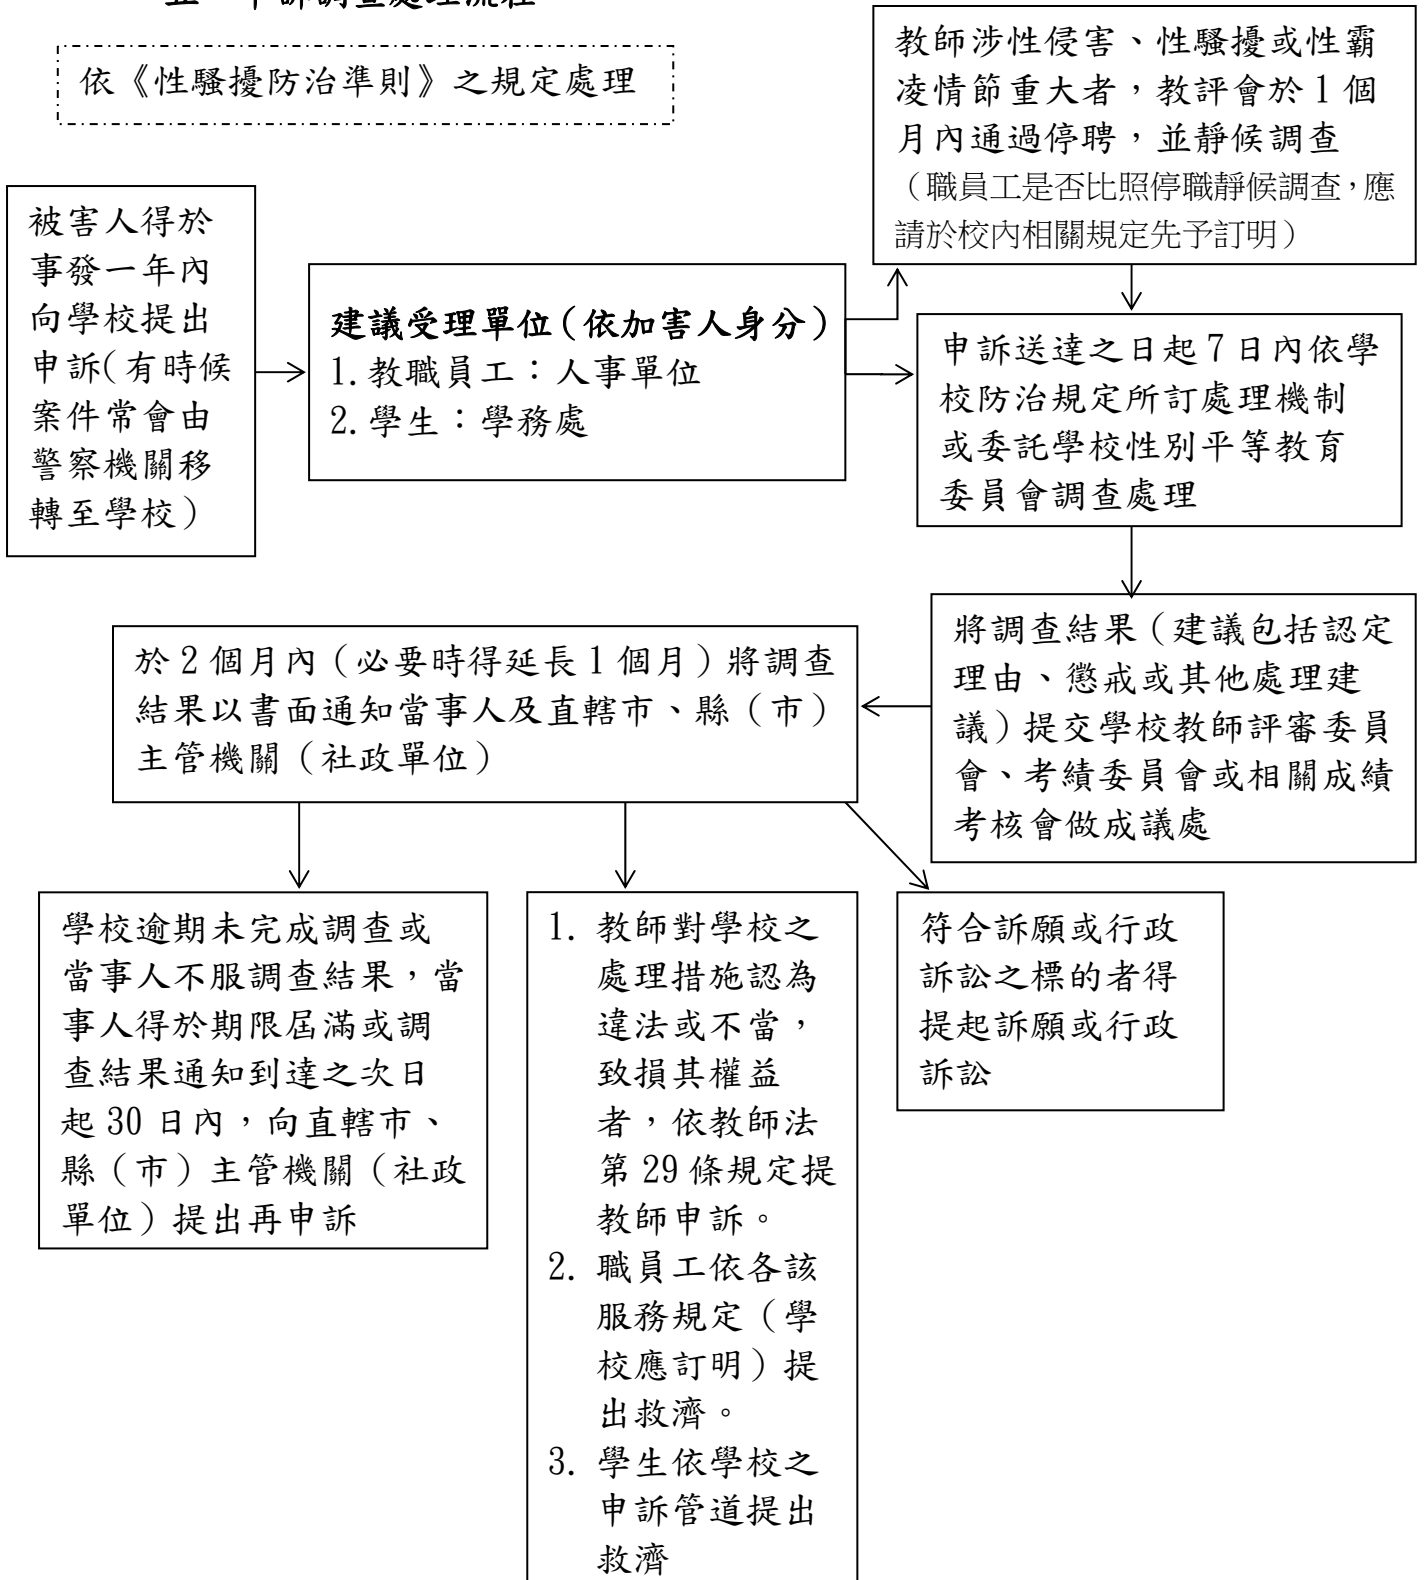 申訴調查處理流程
依《性騷擾防治準則》之規定處理
教師涉性侵害、性騷擾或性霸
凌情節重大者，教評會於1個
月內通過停聘，並靜候調查
（職員工是否比照停職靜候調查，應
請於校內相關規定先予訂明）
被害人得於
事發一年內
向學校提出
申訴（有時候
案件常會由
警察機關移
轉至學校）
建議受理單位（依加害人身分）
1. 教職員工：人事單位
2. 學生：學務處
申訴送達之日起7日內依學
校防治規定所訂處理機制
或委託學校性別平等教育
委員會調查處理
將調查結果（建議包括認定
理由、懲戒或其他處理建
議）提交學校教師評審委員
會、考績委員會或相關成績
考核會做成議處
於2個月內（必要時得延長1個月）將調查
結果以書面通知當事人及直轄市、縣（市）
主管機關（社政單位）
學校逾期未完成調查或
當事人不服調查結果，當
事人得於期限屆滿或調
查結果通知到達之次日
起30日內，向直轄市、
縣（市）主管機關（社政
單位）提出再申訴
1. 教師對學校之
處理措施認為
違法或不當，
致損其權益
者，依教師法
第29條規定提
教師申訴。
2. 職員工依各該
服務規定（學
校應訂明）提
出救濟。
3. 學生依學校之
申訴管道提出
救濟
符合訴願或行政
訴訟之標的者得
提起訴願或行政
訴訟